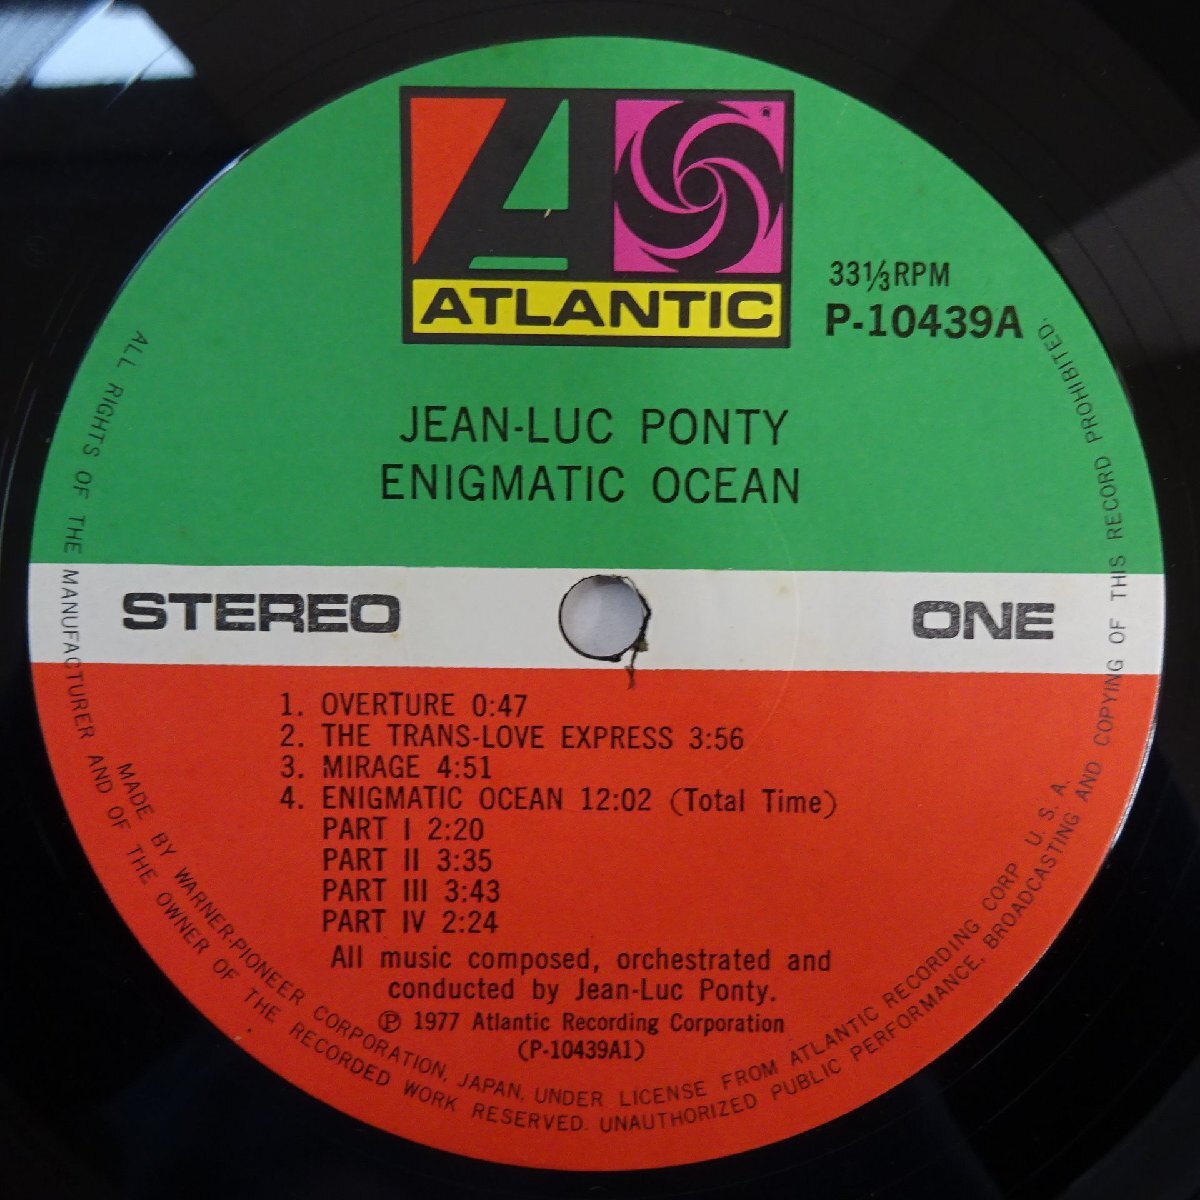 ATLANTIC
33⅓RPM
P-10439A
JEAN-LUC PONTY
ENIGMATIC OCEAN
STEREO
ONE
1. OVERTURE 0:47
2. THE TRANS-LOVE EXPRESS 3:56
3. MIRAGE 4:51
4. ENIGMATIC OCEAN 12:02 (Total Time)
PART I 2:20
PART II 3:35
PART III 3:43
PART IV 2:24
All music composed, orchestrated and
conducted by Jean-Luc Ponty.
℗ 1977 Atlantic Recording Corporation
(P-10439A1)
MADE BY WARNER-PIONEER CORPORATION, JAPAN, UNDER LICENSE FROM ATLANTIC RECORDING CORP U. S. A.
ALL RIGHTS OF THE MANUFACTURER AND OF THE OWNER OF THE RECORDED WORK RESERVED. UNAUTHORIZED PUBLIC PERFORMANCE, BROADCASTING AND COPYING OF THIS RECORD PROHIBITED.